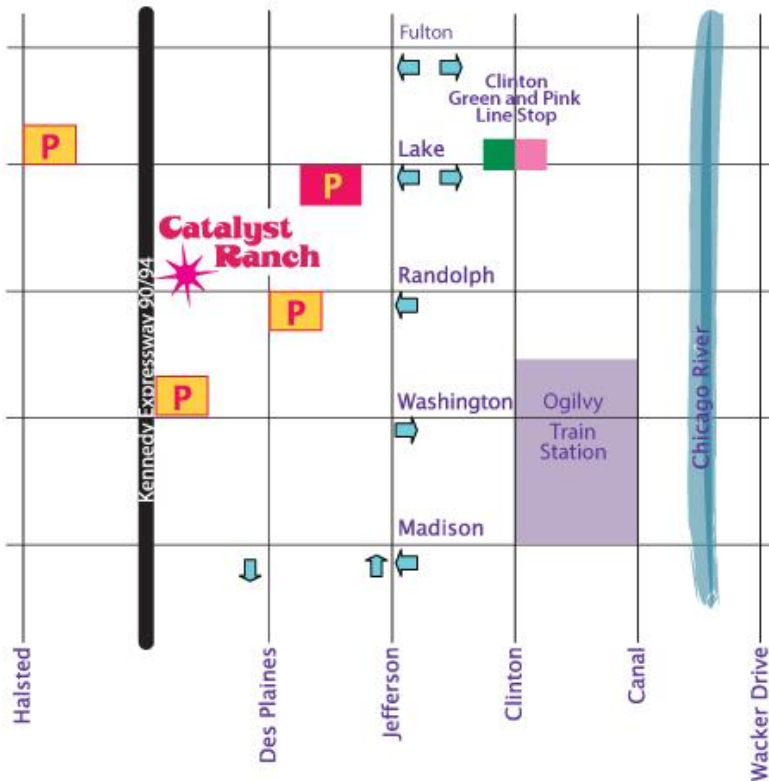 Fulton
Clinton
Green and Pink
Line Stop
P
Lake
P
Catalyst
Ranch
Randolph
P
Kennedy Expressway 90/94
P
Washington
Ogilvy
Train
Station
Chicago River
Madison
Halsted
Des Plaines
Jefferson
Clinton
Canal
Wacker Drive